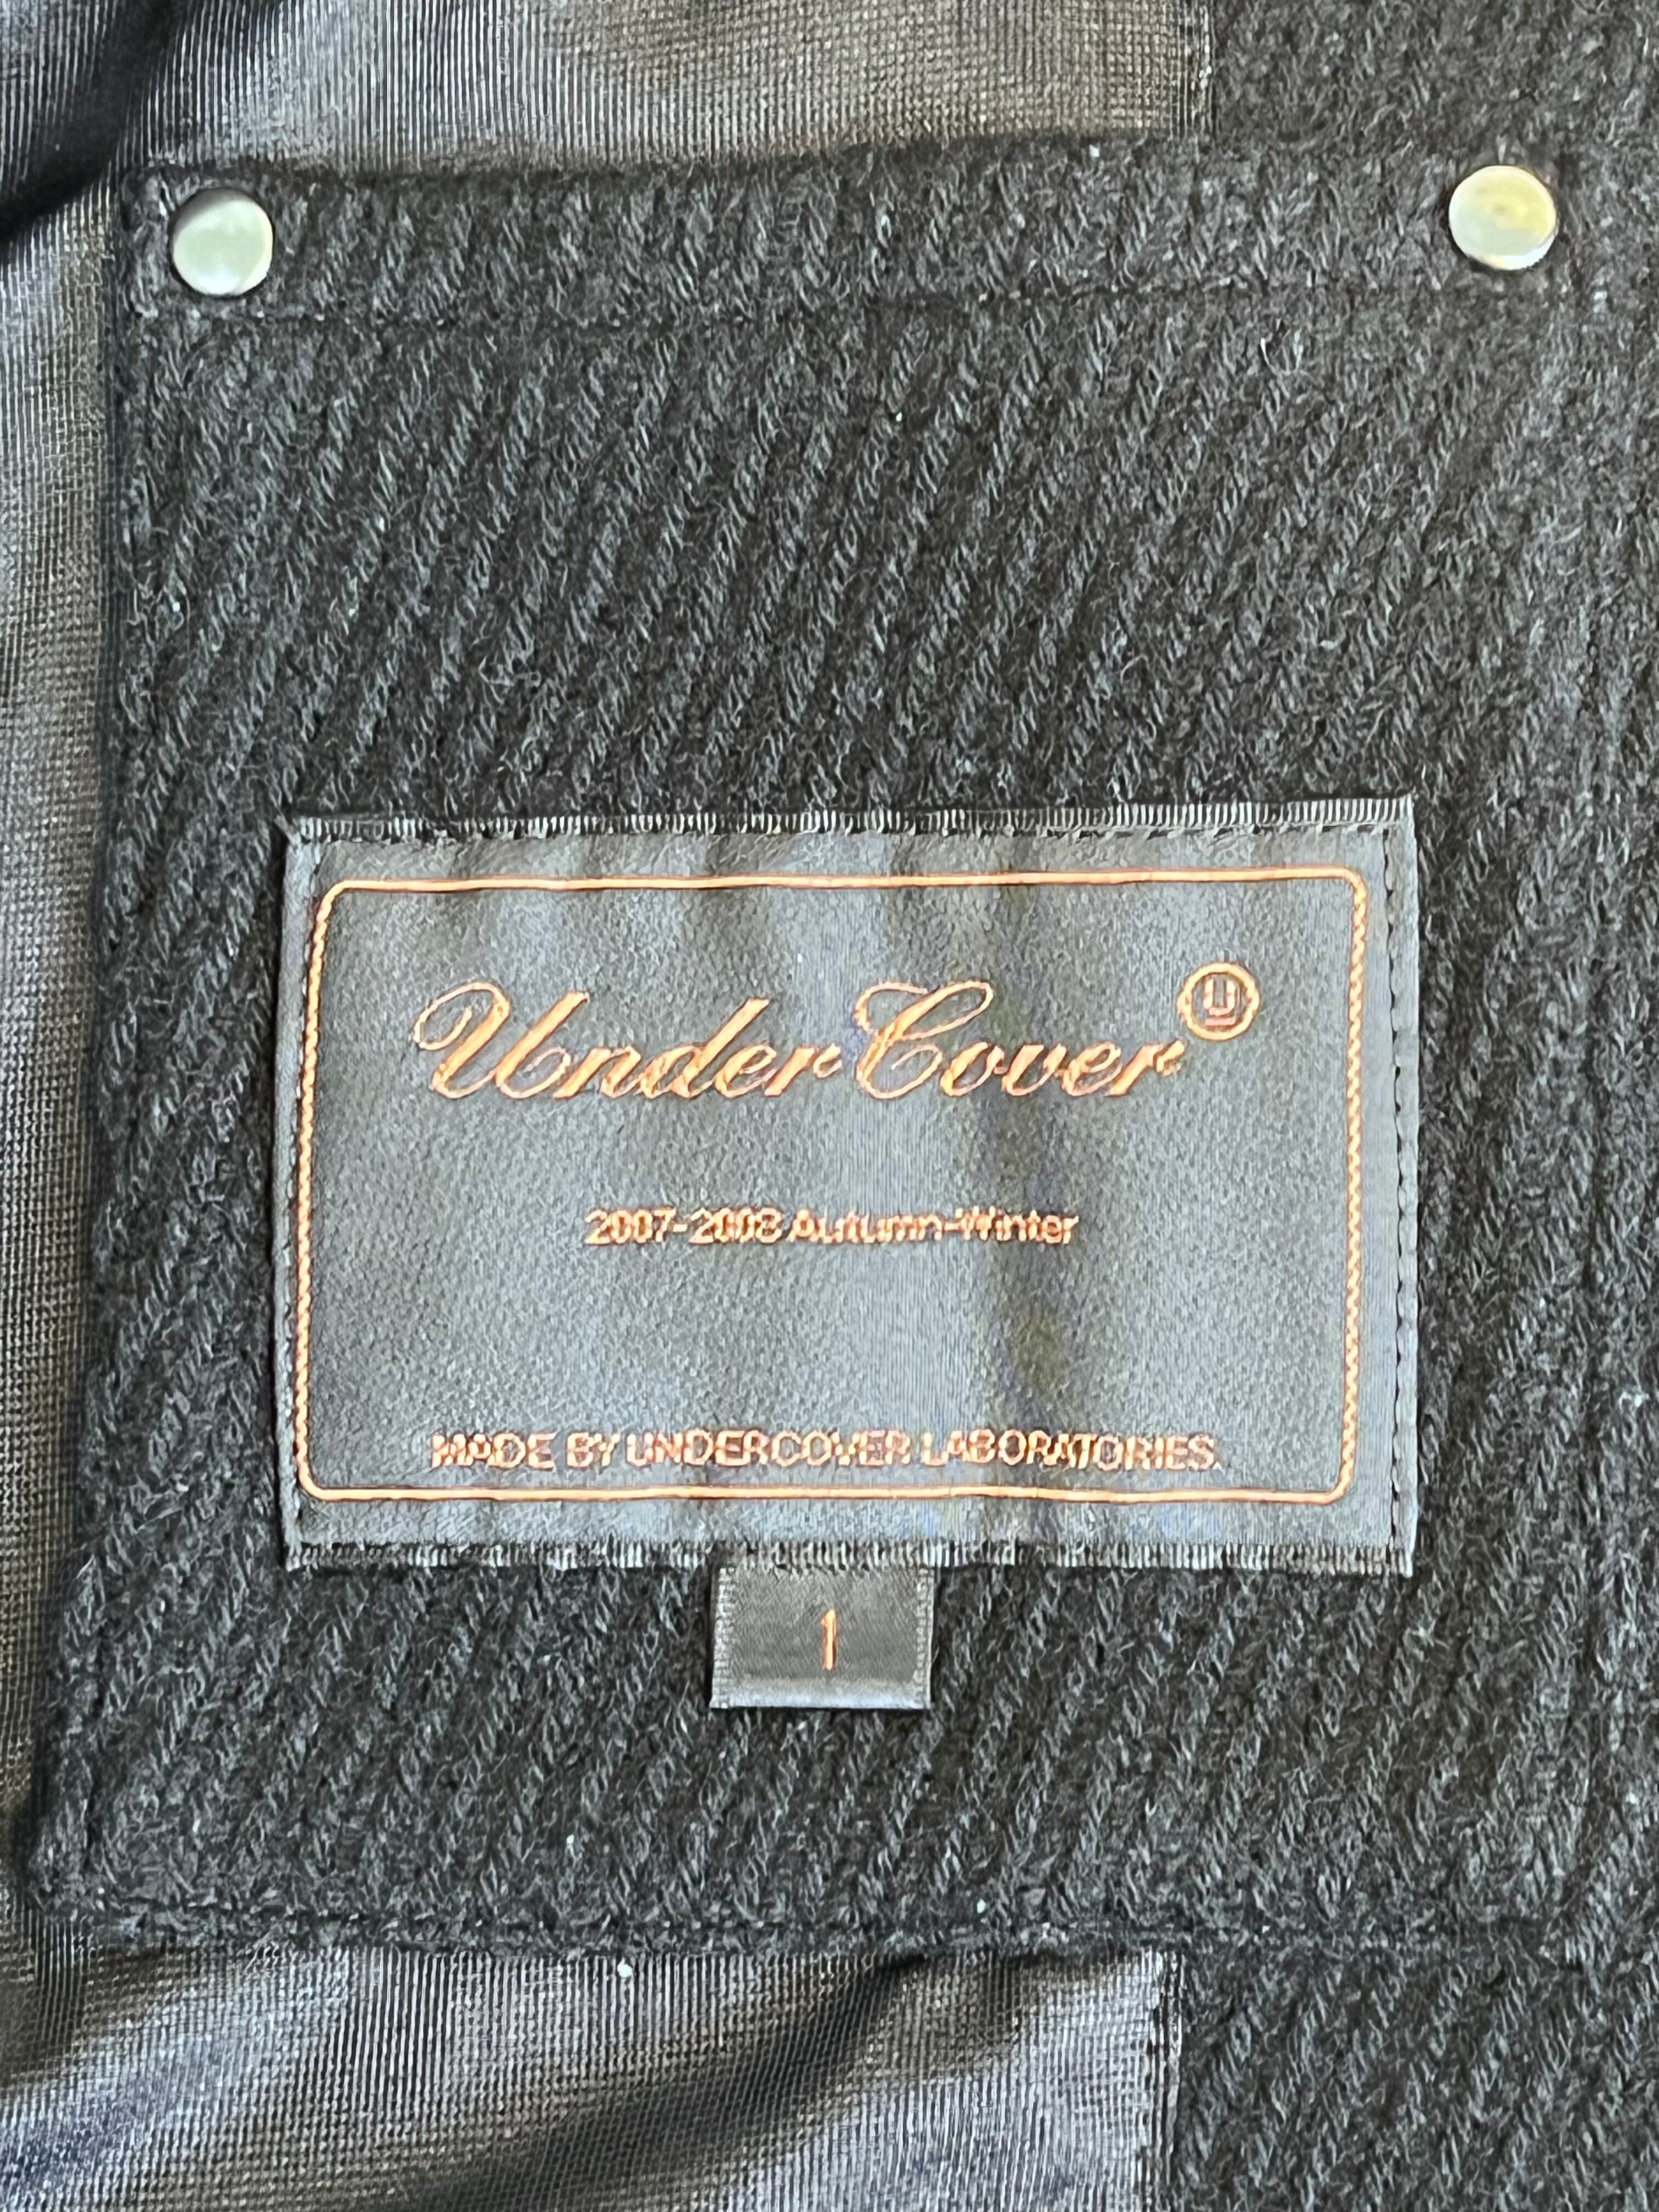 UnderCover Ⓤ
2007-2008 Autumn-Winter
MADE BY UNDERCOVER LABORATORIES.
1